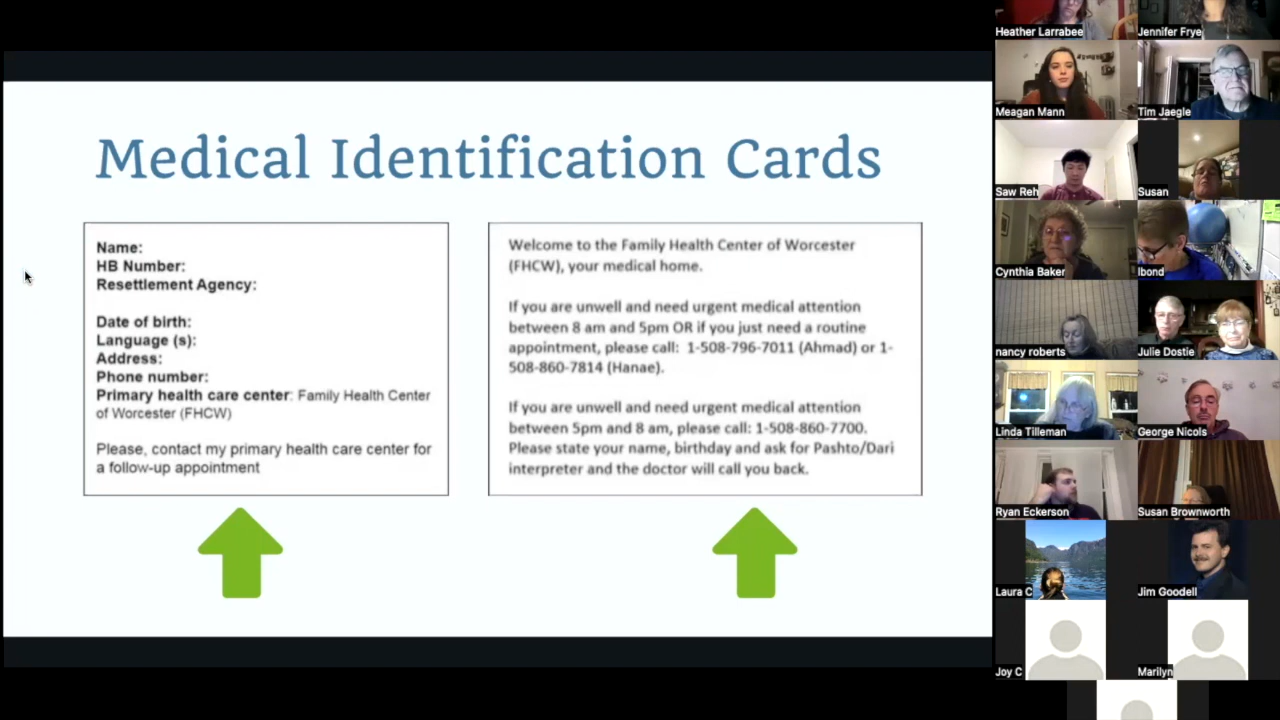 Medical Identification Cards
Name:
HB Number:
Resettlement Agency:
Date of birth:
Language (s):
Address:
Phone number:
Primary health care center: Family Health Center
of Worcester (FHCW)
Please, contact my primary health care center for
a follow-up appointment
Welcome to the Family Health Center of Worcester
(FHCW), your medical home.
If you are unwell and need urgent medical attention
between 8 am and 5pm OR if you just need a routine
appointment, please call:  1-508-796-7011 (Ahmad) or 1-
508-860-7814 (Hanae).
If you are unwell and need urgent medical attention
between 5pm and 8 am, please call: 1-508-860-7700.
Please state your name, birthday and ask for Pashto/Dari
interpreter and the doctor will call you back.
Heather Larrabee
Jennifer Frye
Meagan Mann
Tim Jaegle
Saw Reh
Susan
Cynthia Baker
lbond
nancy roberts
Julie Dostie
Linda Tilleman
George Nicols
Ryan Eckerson
Susan Brownworth
Laura C
Jim Goodell
Joy C
Marilyn